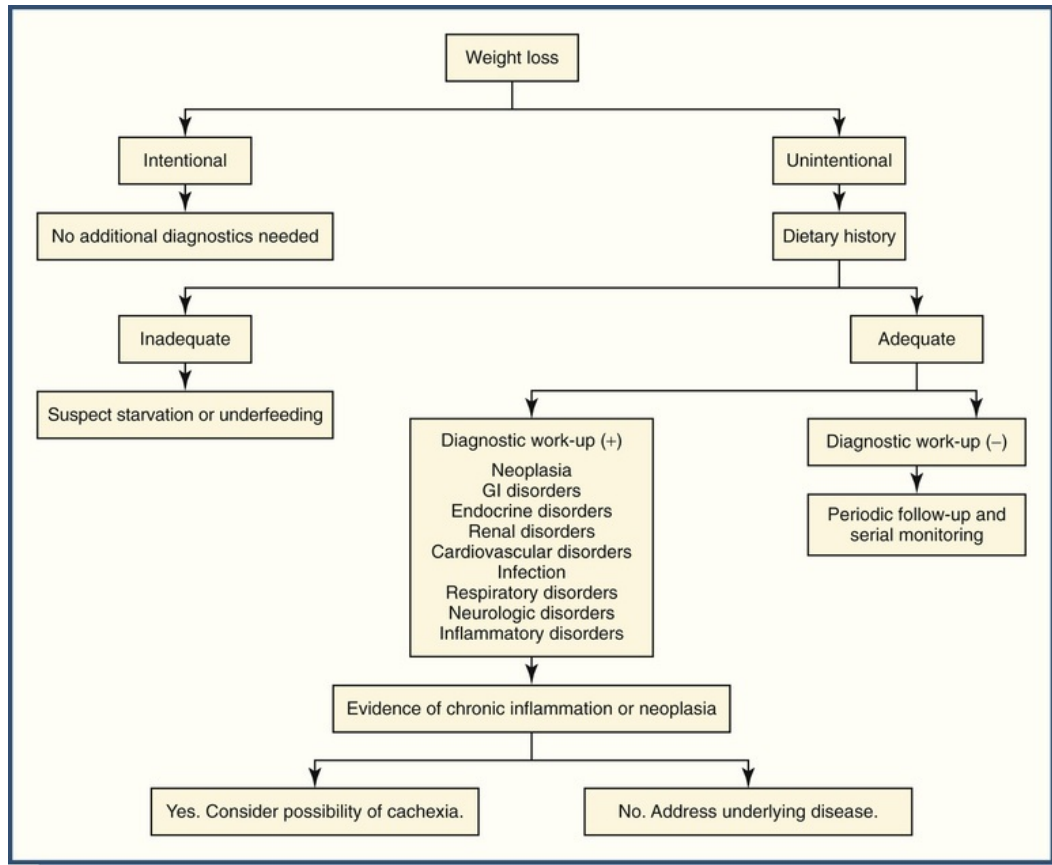 Weight loss
Intentional
Unintentional
No additional diagnostics needed
Dietary history
Inadequate
Adequate
Suspect starvation or underfeeding
Diagnostic work-up (+)
Neoplasia
GI disorders
Endocrine disorders
Renal disorders
Cardiovascular disorders
Infection
Respiratory disorders
Neurologic disorders
Inflammatory disorders
Diagnostic work-up (–)
Periodic follow-up and
serial monitoring
Evidence of chronic inflammation or neoplasia
Yes. Consider possibility of cachexia.
No. Address underlying disease.